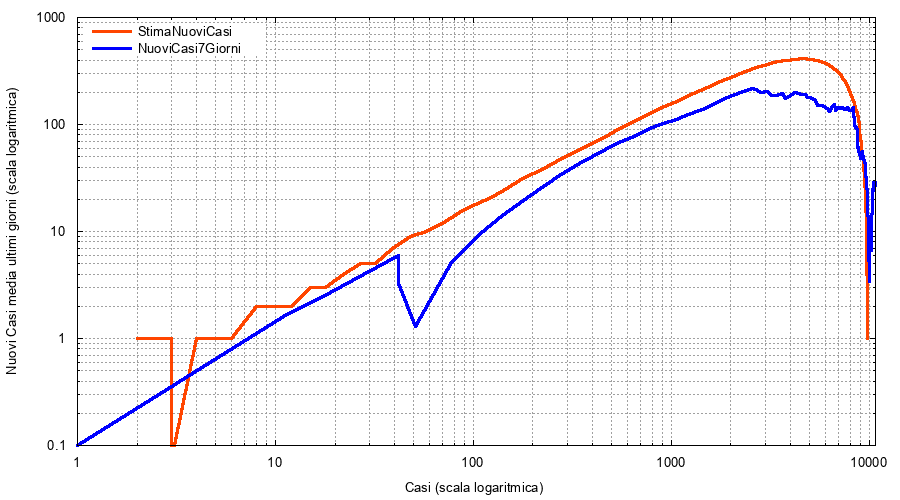 1000
100
10
1
0.1
Nuovi Casi media ultimi giorni (scala logaritmica)
StimaNuoviCasi
NuoviCasi7Giorni
1 10 100 1000 10000
Casi (scala logaritmica)